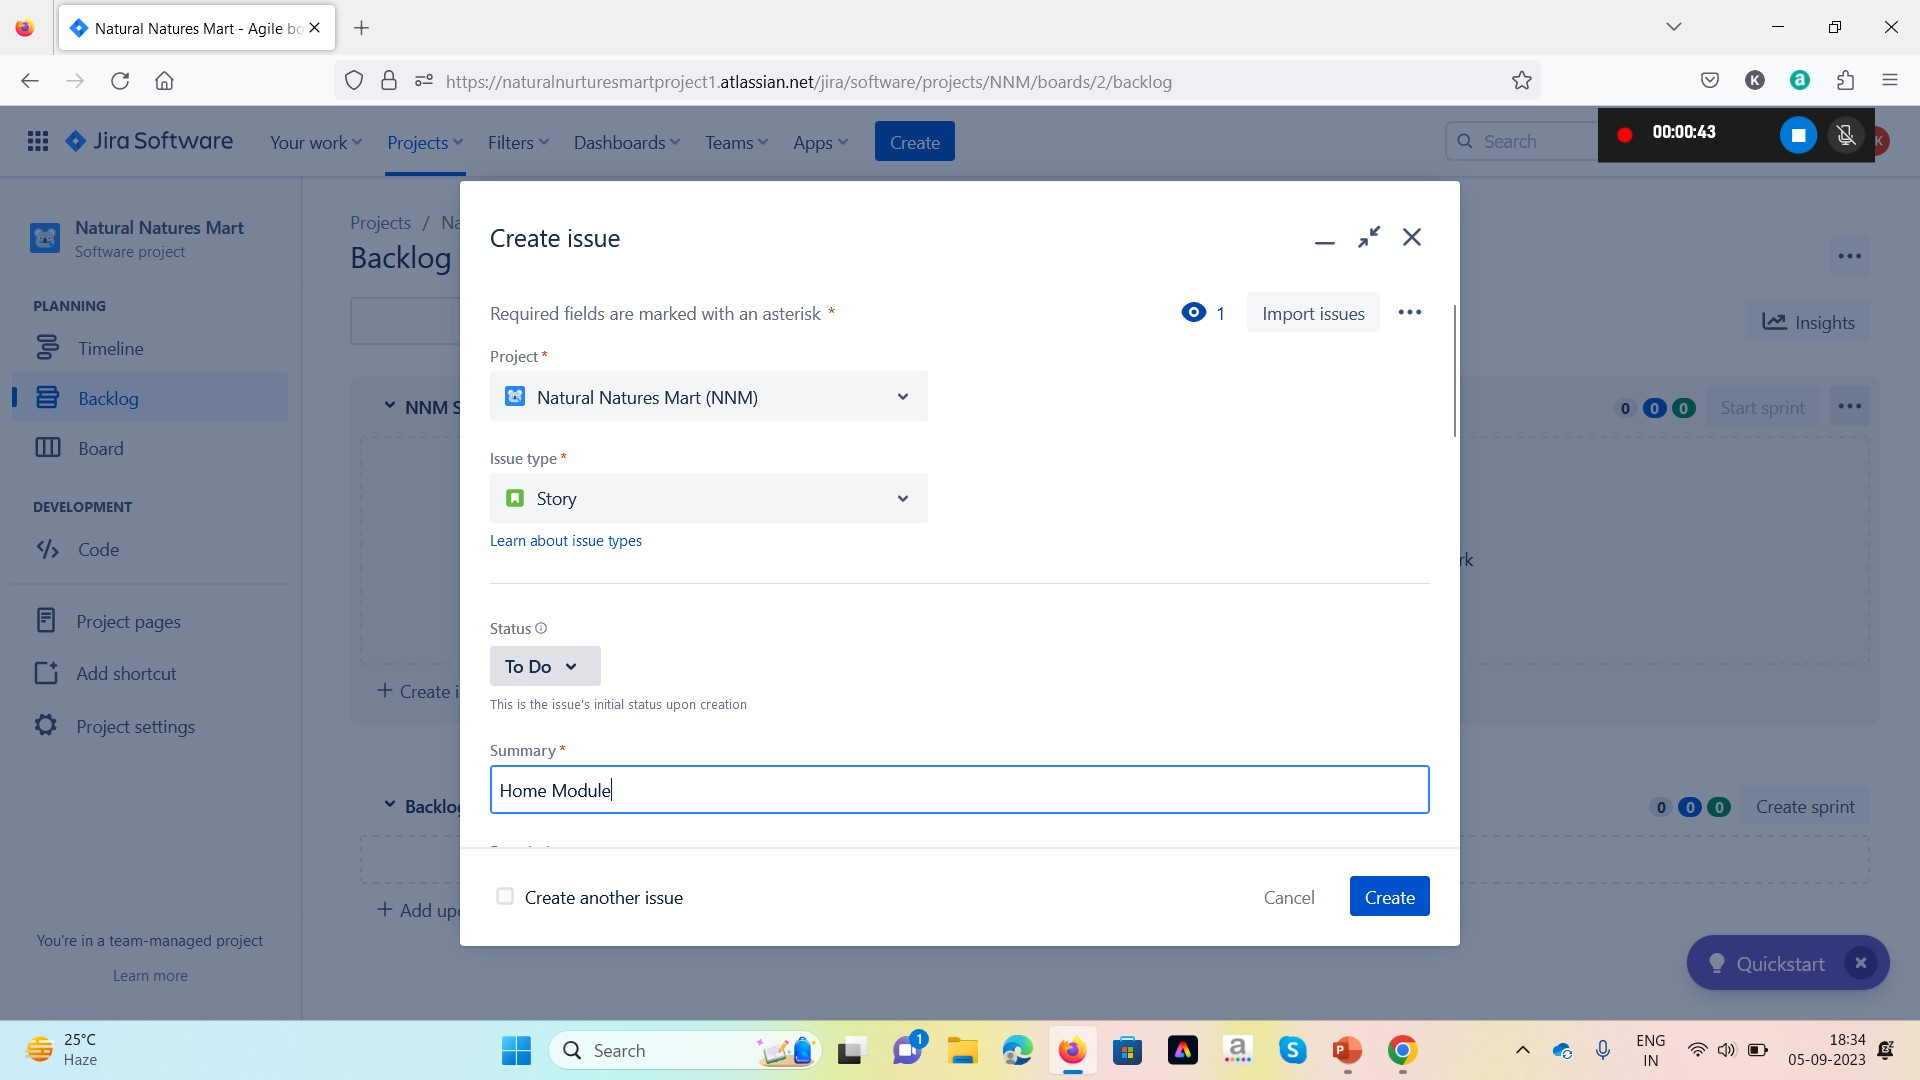 Natural Natures Mart - Agile bo
https://naturalnurturesmartproject1.atlassian.net/jira/software/projects/NNM/boards/2/backlog
K
a
Jira Software
Your work
Projects
Filters
Dashboards
Teams
Apps
Create
Search
00:00:43
K
Natural Natures Mart
Software project
PLANNING
Timeline
Backlog
Board
DEVELOPMENT
Code
Project pages
Add shortcut
Project settings
You're in a team-managed project
Learn more
Projects / Na
Backlog
Insights
NNM S
0 0 0
Start sprint
rk
+ Create i
Backlog
0 0 0
Create sprint
+ Add up
Create issue
Required fields are marked with an asterisk *
1
Import issues
Project *
Natural Natures Mart (NNM)
Issue type *
Story
Learn about issue types
Status
To Do
This is the issue's initial status upon creation
Summary *
Home Module
Create another issue
Cancel
Create
Quickstart
25°C
Haze
Search
1
a
S
P
ENG
IN
18:34
05-09-2023